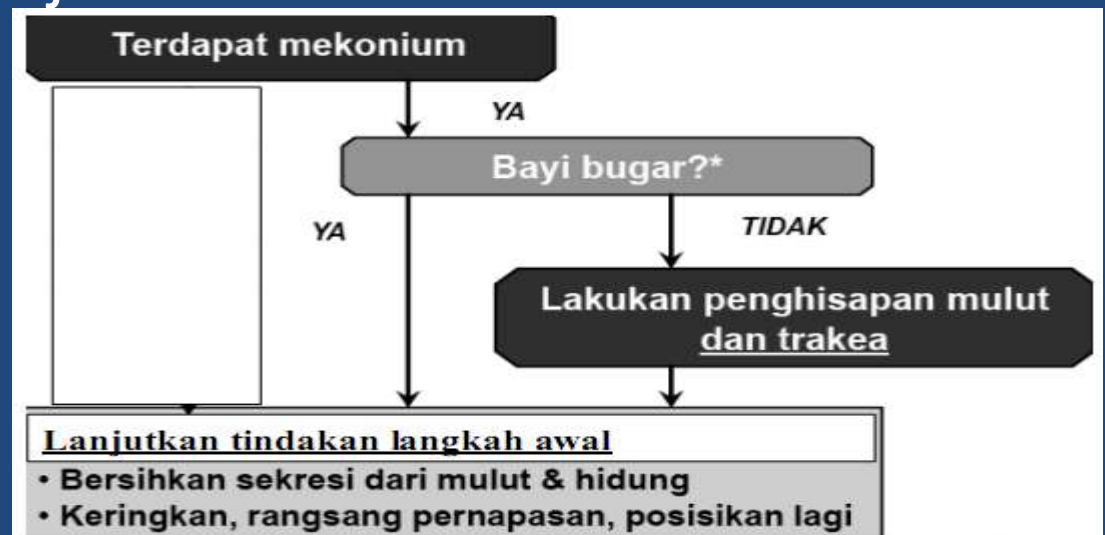 Terdapat mekonium
YA
Bayi bugar?*
YA
TIDAK
Lakukan penghisapan mulut
dan trakea
Lanjutkan tindakan langkah awal
• Bersihkan sekresi dari mulut & hidung
• Keringkan, rangsang pernapasan, posisikan lagi